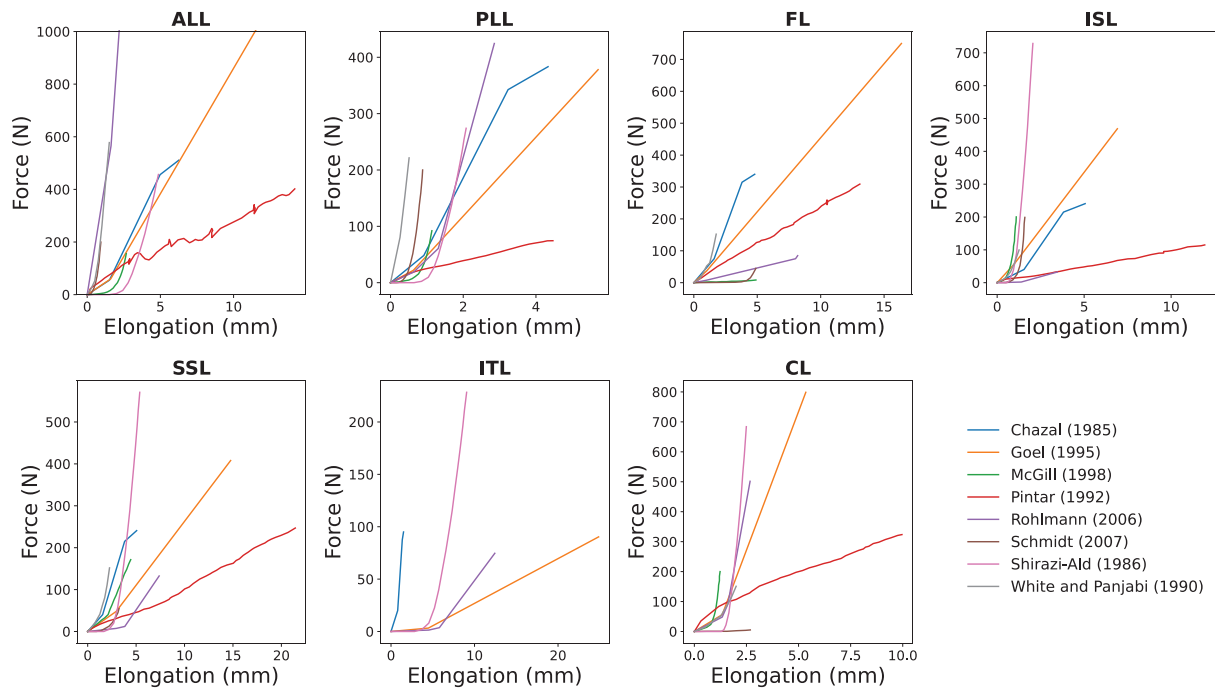 ALL
PLL
FL
ISL
1000
800
600
400
200
0
Force (N)
0
5
10
Elongation (mm)
400
300
200
100
0
Force (N)
0
2
4
Elongation (mm)
700
600
500
400
300
200
100
0
Force (N)
0
5
10
15
Elongation (mm)
700
600
500
400
300
200
100
0
Force (N)
0
5
10
Elongation (mm)
SSL
ITL
CL
500
400
300
200
100
0
Force (N)
0
5
10
15
20
Elongation (mm)
200
150
100
50
0
Force (N)
0
5
10
15
20
25
Elongation (mm)
800
700
600
500
400
300
200
100
0
Force (N)
0.0
2.5
5.0
7.5
10.0
Elongation (mm)
Chazal (1985)
Goel (1995)
McGill (1998)
Pintar (1992)
Rohlmann (2006)
Schmidt (2007)
Shirazi-Ald (1986)
White and Panjabi (1990)